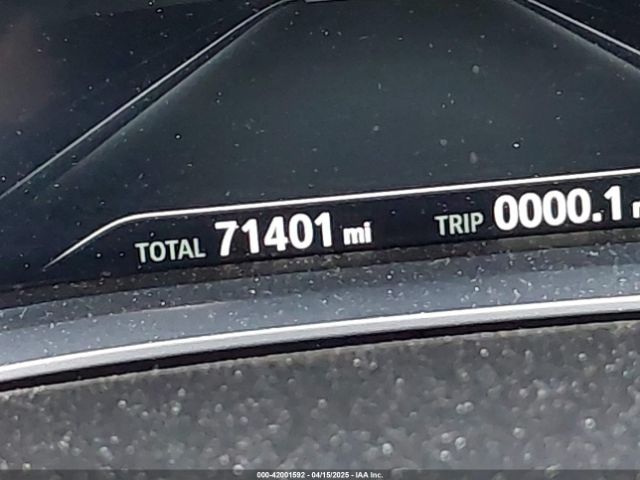 TOTAL 71401 mi TRIP 0000.1
000-42001592 - 04/15/2025 - IAA Inc.